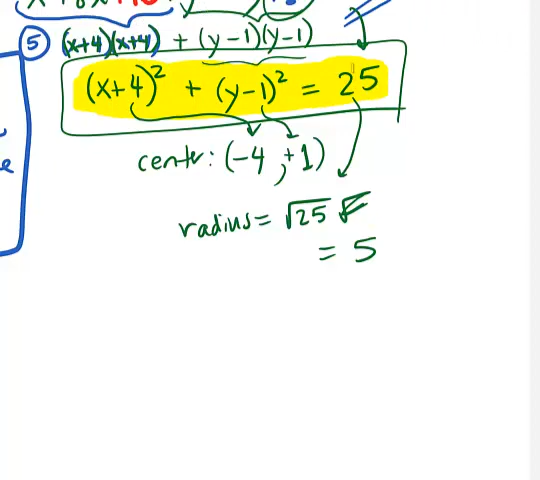 ⑤ (x+4)(x+4) + (y-1)(y-1)
(x+4)² + (y-1)² = 25
center: (-4, +1)
e
radius = √25
= 5